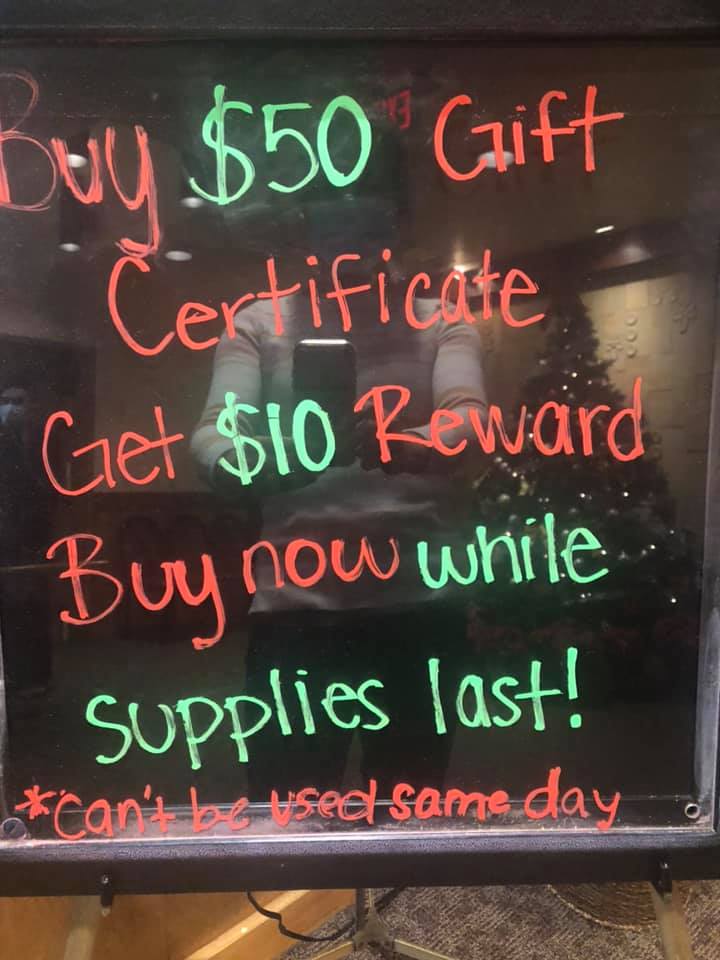 Buy $50 Gift
Certificate
Get $10 Reward
Buy now while
supplies last!
*Can't be used same day